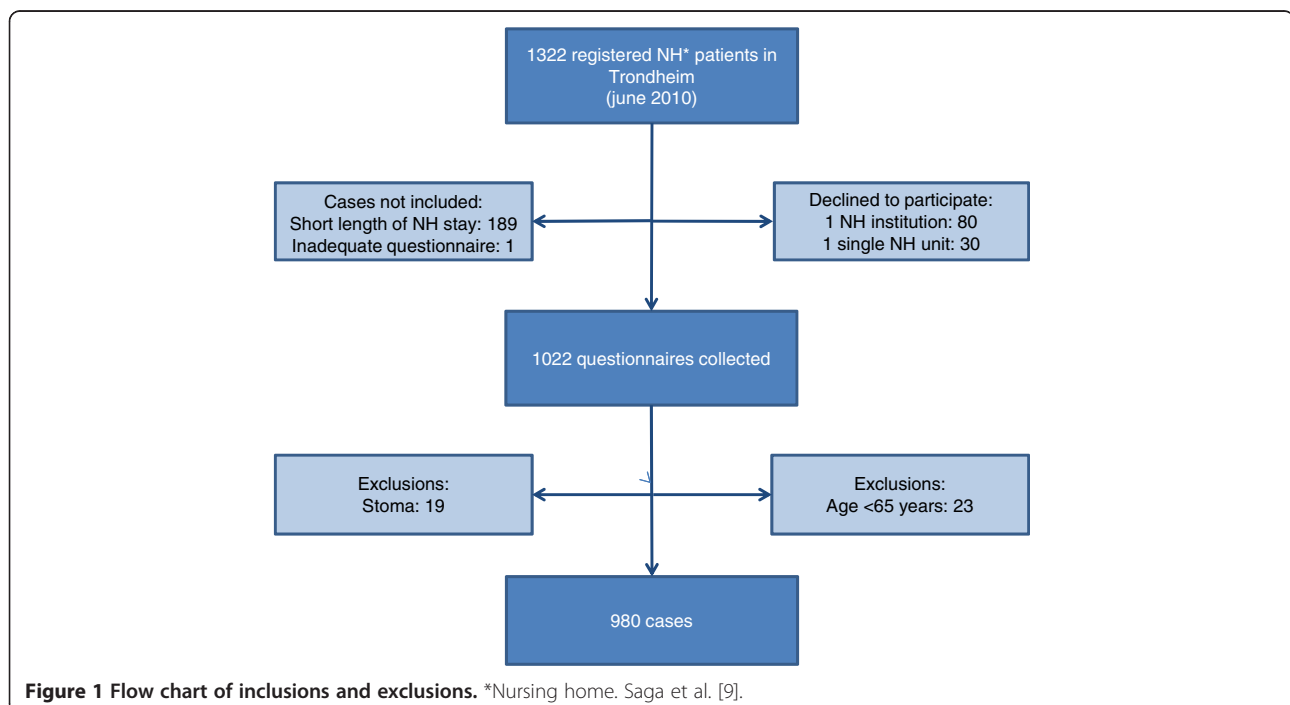 1322 registered NH* patients in
Trondheim
(june 2010)
Cases not included:
Short length of NH stay: 189
Inadequate questionnaire: 1
Declined to participate:
1 NH institution: 80
1 single NH unit: 30
1022 questionnaires collected
Exclusions:
Stoma: 19
Exclusions:
Age <65 years: 23
980 cases
Figure 1 Flow chart of inclusions and exclusions. *Nursing home. Saga et al. [9].